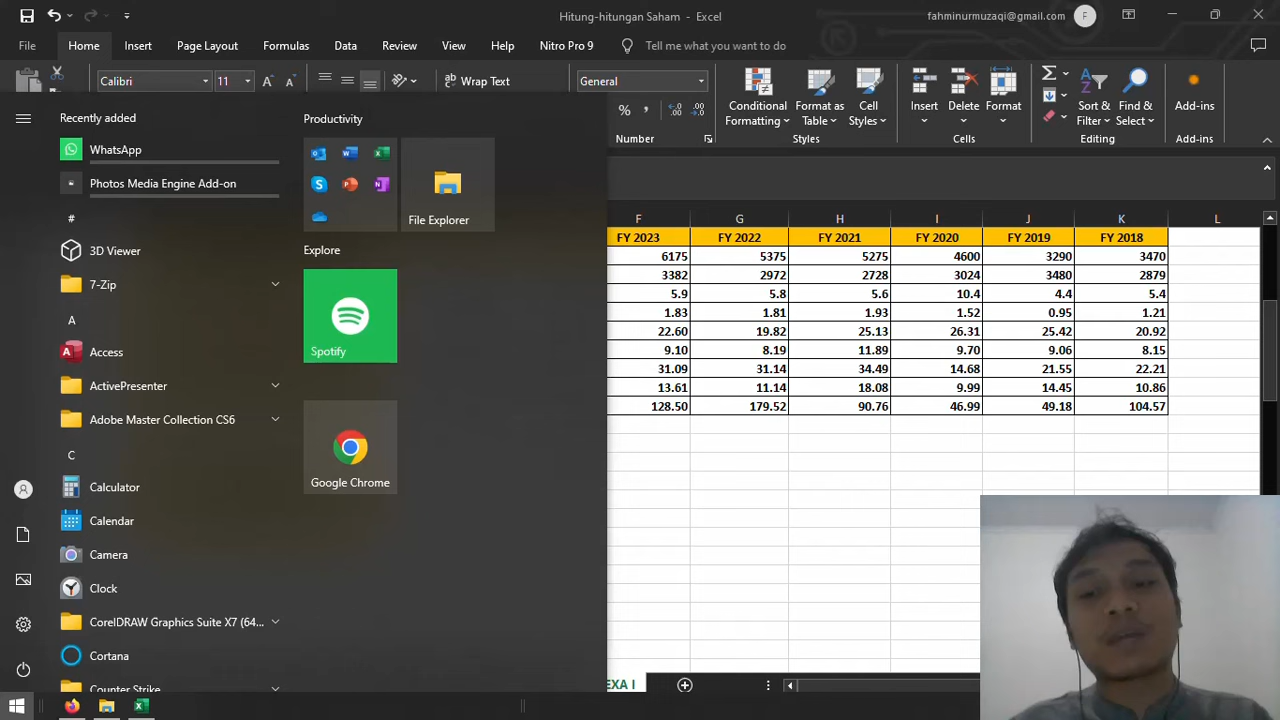 Hitung-hitungan Saham - Excel
fahminurmuzaqi@gmail.com
F
File
Home
Insert
Page Layout
Formulas
Data
Review
View
Help
Nitro Pro 9
Tell me what you want to do
Calibri
11
Wrap Text
General
Conditional Formatting
Format as Table
Cell Styles
Insert
Delete
Format
Sort & Filter
Find & Select
Add-ins
Number
Styles
Cells
Editing
Add-ins
Recently added
WhatsApp
Photos Media Engine Add-on
#
3D Viewer
7-Zip
A
Access
ActivePresenter
Adobe Master Collection CS6
C
Calculator
Calendar
Camera
Clock
CorelDRAW Graphics Suite X7 (64...
Cortana
Counter Strike
Productivity
File Explorer
Explore
Spotify
Google Chrome
F G H I J K L
FY 2023 FY 2022 FY 2021 FY 2020 FY 2019 FY 2018
6175 5375 5275 4600 3290 3470
3382 2972 2728 3024 3480 2879
5.9 5.8 5.6 10.4 4.4 5.4
1.83 1.81 1.93 1.52 0.95 1.21
22.60 19.82 25.13 26.31 25.42 20.92
9.10 8.19 11.89 9.70 9.06 8.15
31.09 31.14 34.49 14.68 21.55 22.21
13.61 11.14 18.08 9.99 14.45 10.86
128.50 179.52 90.76 46.99 49.18 104.57
EXA I